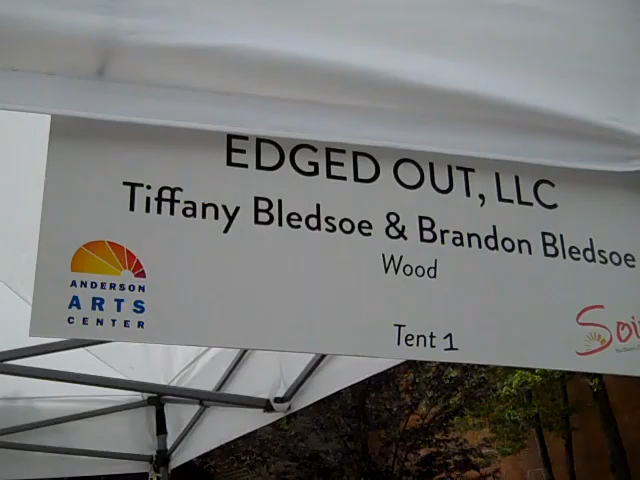 EDGED OUT, LLC
Tiffany Bledsoe & Brandon Bledsoe
Wood
ANDERSON
ARTS
CENTER
Tent 1